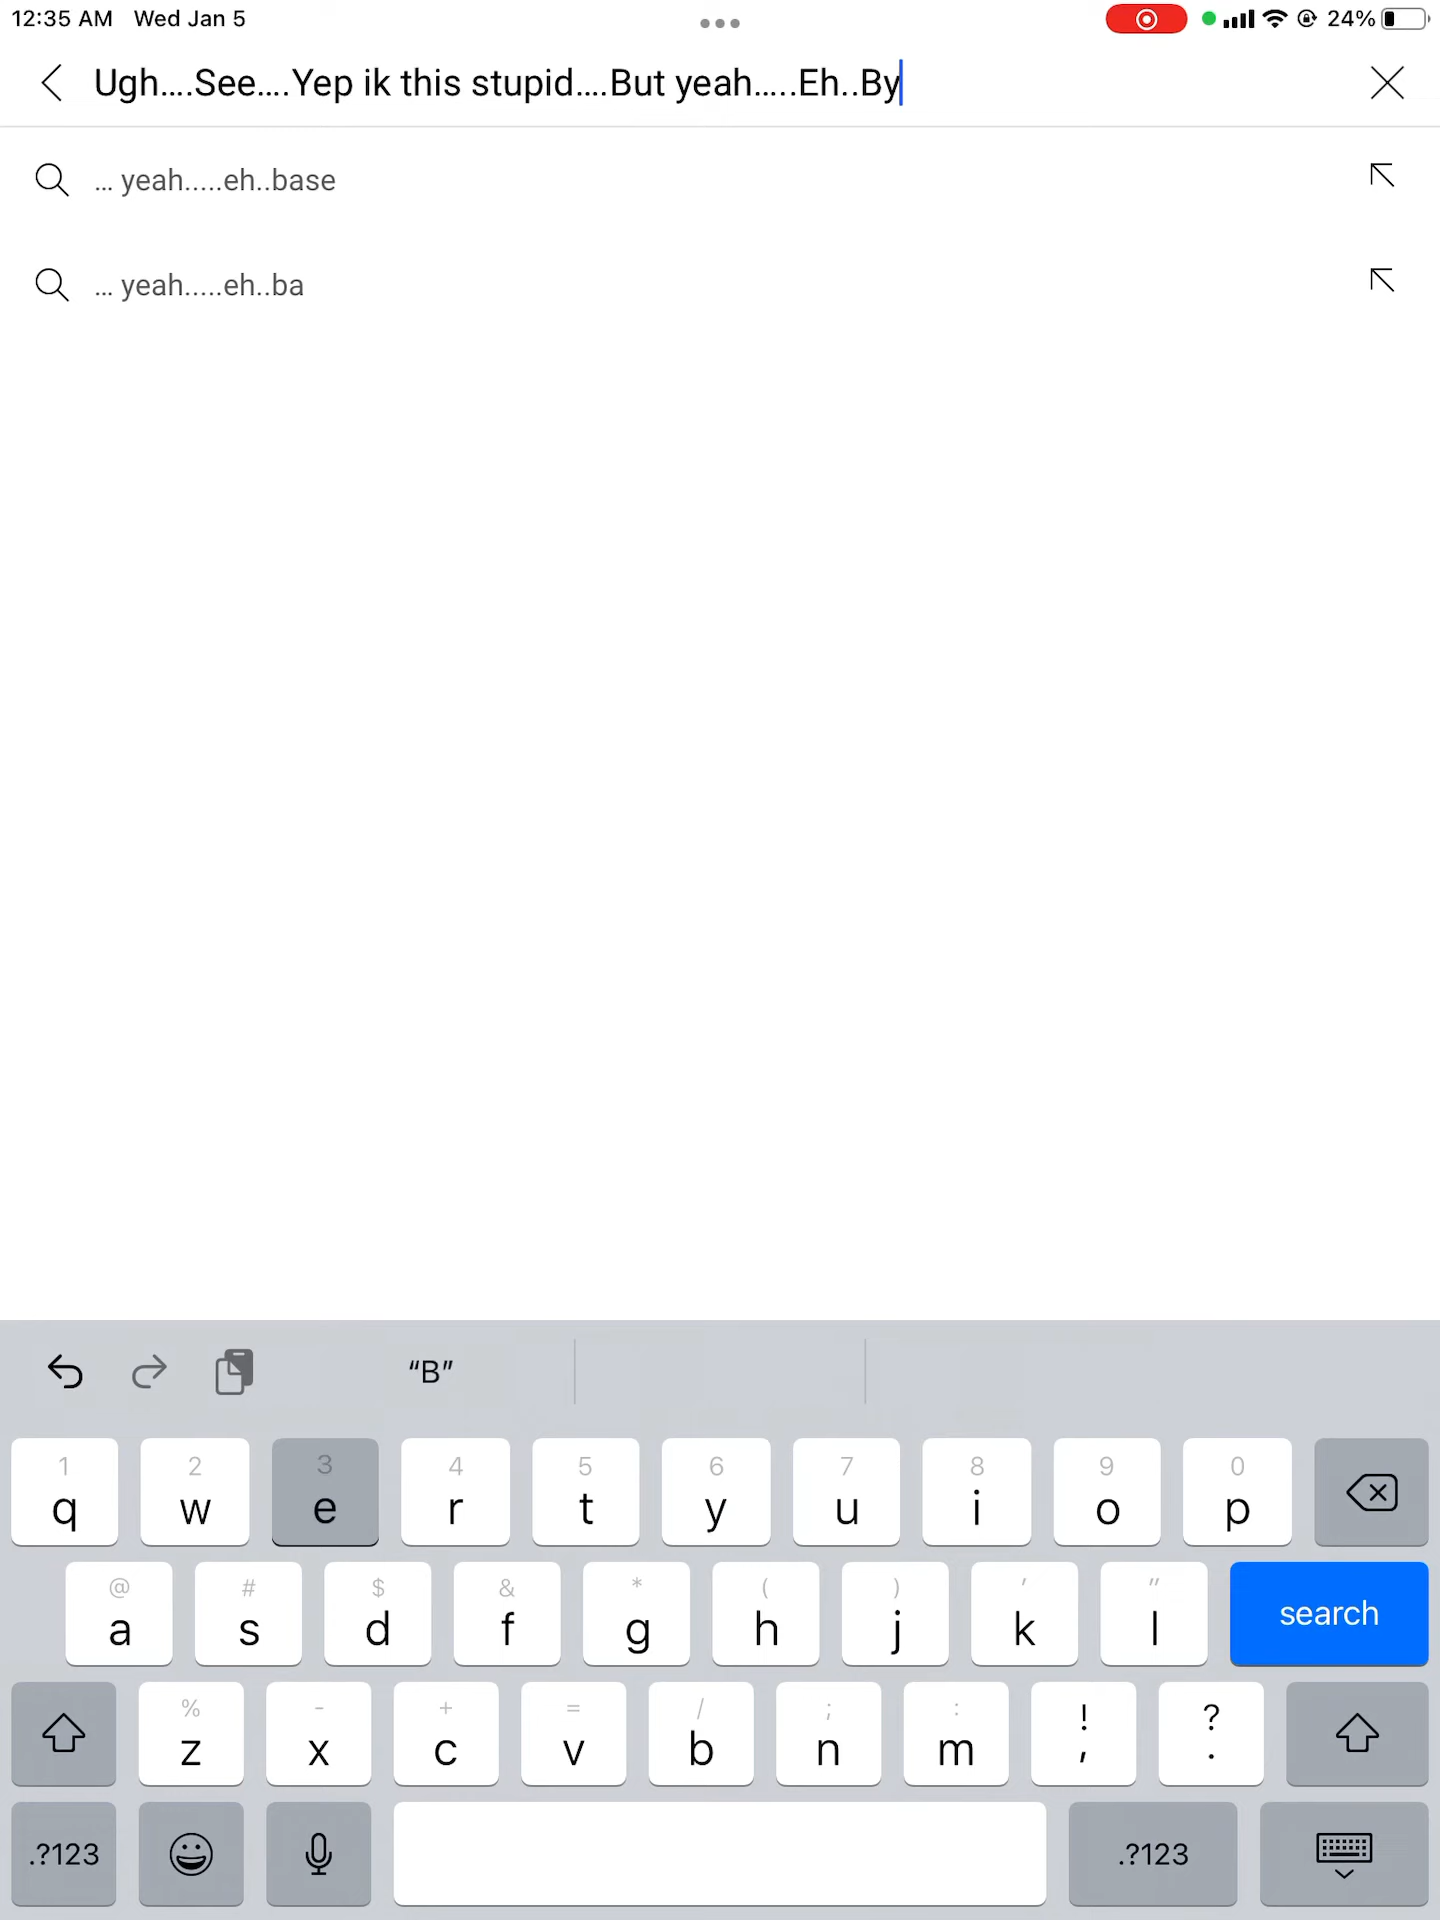 12:35 AM Wed Jan 5 24%
Ugh....See....Yep ik this stupid....But yeah.....Eh..By
... yeah.....eh..base
... yeah.....eh..ba
“B”
1 2 3 4 5 6 7 8 9 0
q w e r t y u i o p
@ # $ & * ( ) ' "
a s d f g h j k l search
% - + = / ; : ! ?
z x c v b n m , .
.?123 .?123